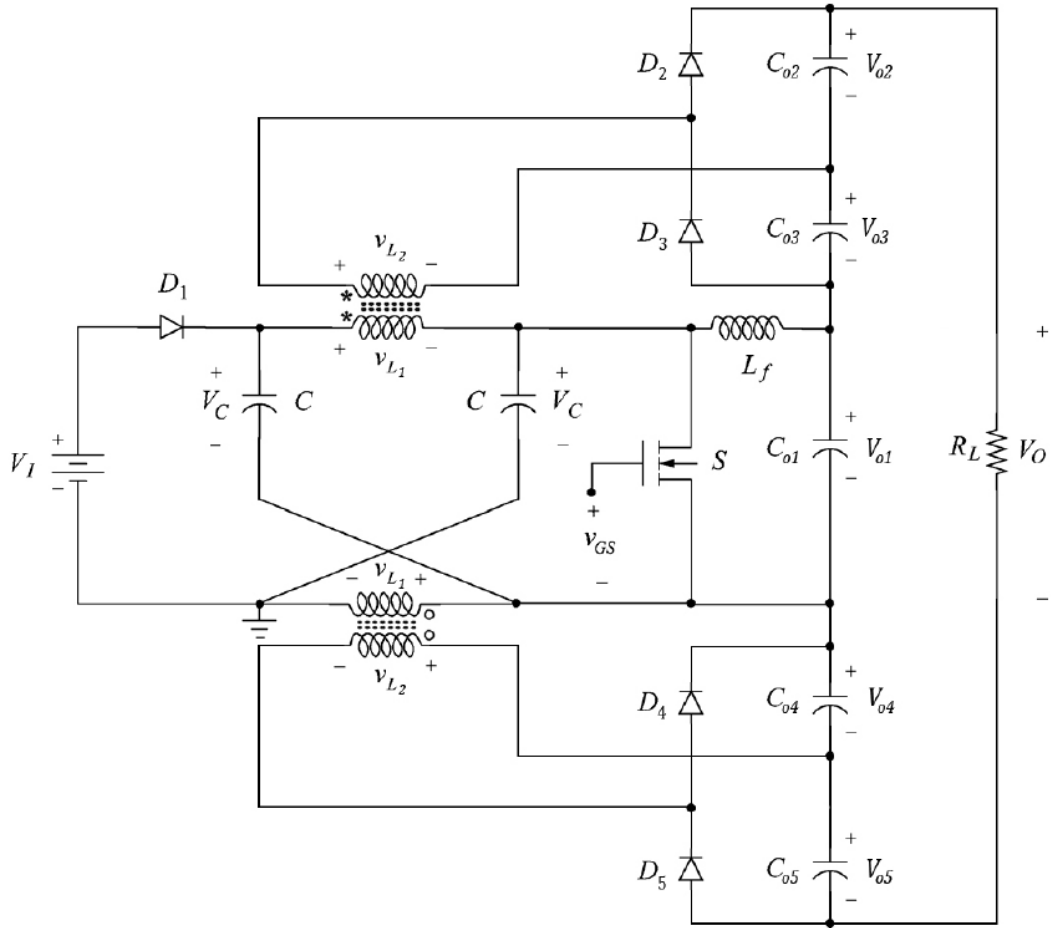 D2 Co2 + Vo2 −
D3 Co3 + Vo3 −
+ vL2 −
* *
+ vL1 −
D1
Lf
+ VC − C
C + VC −
+ VI −
S
+ vGS −
Co1 + Vo1 −
RL + VO −
− vL1 +
− vL2 +
D4 Co4 + Vo4 −
D5 Co5 + Vo5 −